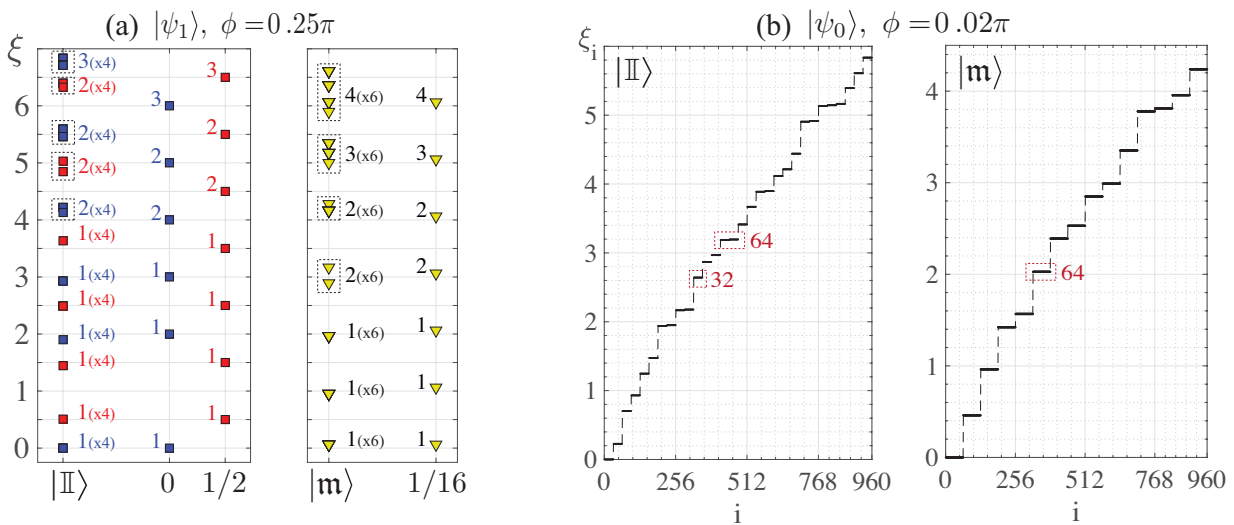 (a) |ψ₁⟩, ϕ = 0.25π
ξ
6
5
4
3
2
1
0
3(x4)
2(x4)
2(x4)
2(x4)
2(x4)
1(x4)
1(x4)
1(x4)
1(x4)
1(x4)
1(x4)
1(x4)
3
2
2
1
1
1
3
2
2
1
1
1
1
|𝕀⟩ 0 1/2
4(x6) 4
3(x6) 3
2(x6) 2
2(x6) 2
1(x6) 1
1(x6) 1
1(x6) 1
|𝔪⟩ 1/16
(b) |ψ₀⟩, ϕ = 0.02π
ξᵢ
|𝕀⟩
6
5
4
3
2
1
0
64
32
0 256 512 768 960
i
|𝔪⟩
4
3
2
1
0
64
0 256 512 768 960
i